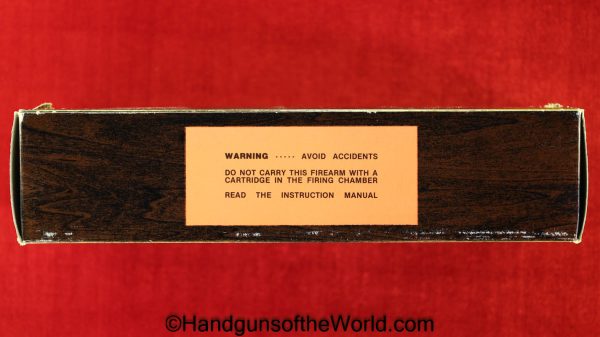 WARNING ····· AVOID ACCIDENTS
DO NOT CARRY THIS FIREARM WITH A
CARTRIDGE IN THE FIRING CHAMBER
READ THE INSTRUCTION MANUAL
©HandgunsoftheWorld.com